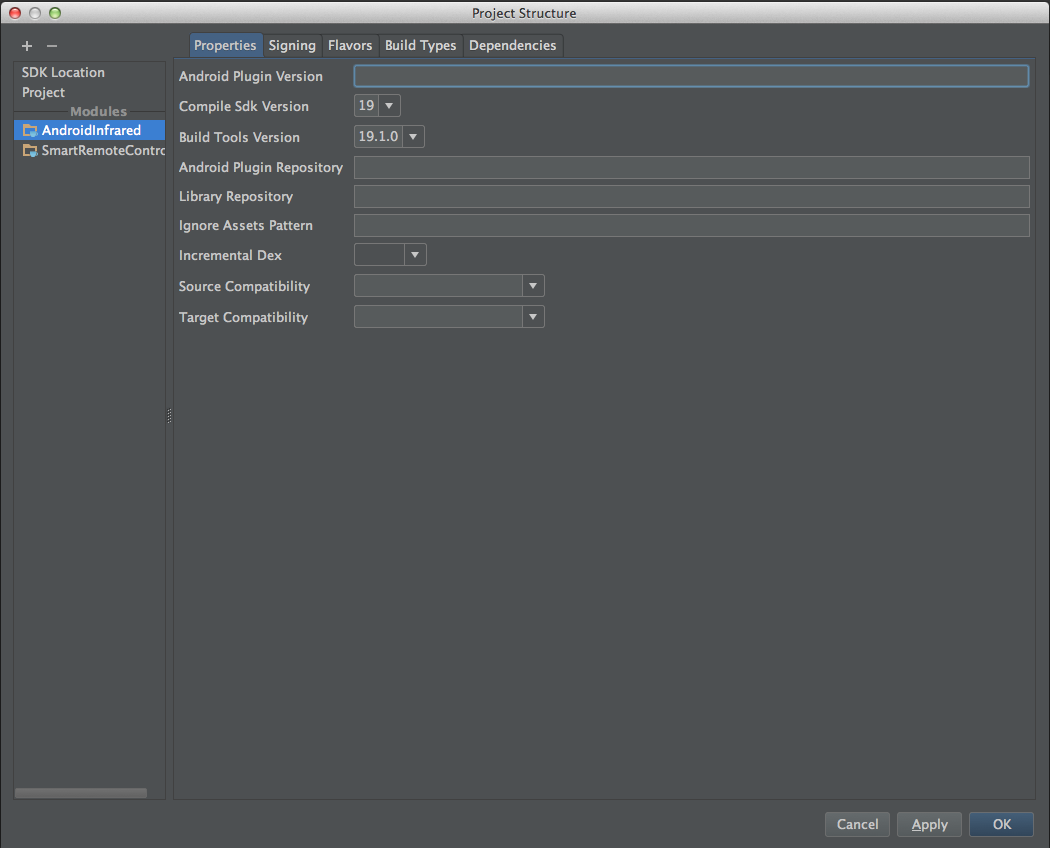 Project Structure
Properties Signing Flavors Build Types Dependencies
SDK Location
Project
Modules
AndroidInfrared
SmartRemoteContro
Android Plugin Version
Compile Sdk Version 19
Build Tools Version 19.1.0
Android Plugin Repository
Library Repository
Ignore Assets Pattern
Incremental Dex
Source Compatibility
Target Compatibility
Cancel Apply OK